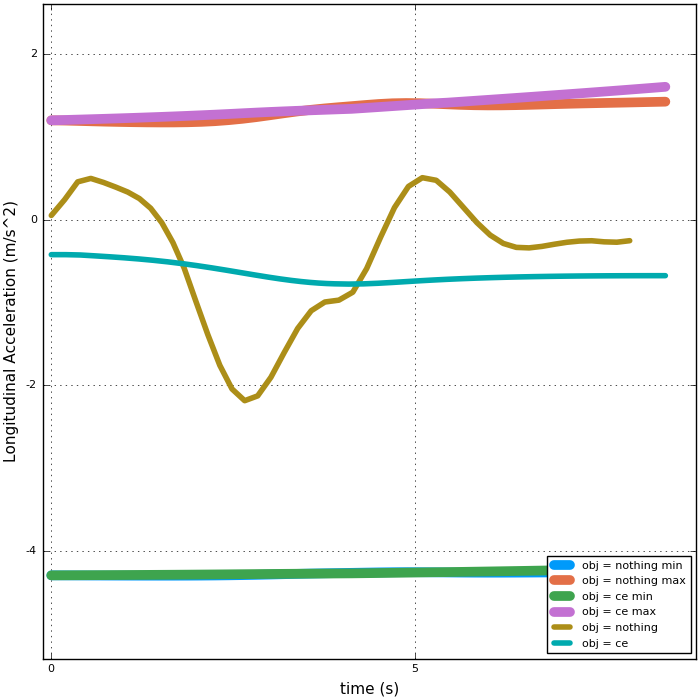 2
0
-2
-4
Longitudinal Acceleration (m/s^2)
0
5
time (s)
obj = nothing min
obj = nothing max
obj = ce min
obj = ce max
obj = nothing
obj = ce